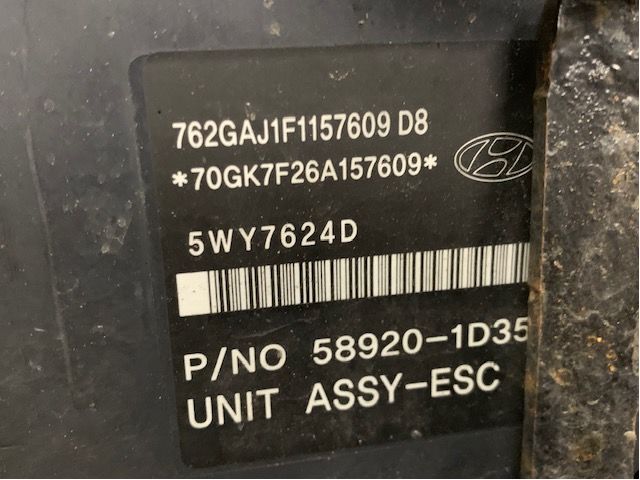 762GAJ1F1157609 D8
*70GK7F26A157609*
5WY7624D
P/NO 58920-1D35
UNIT ASSY-ESC